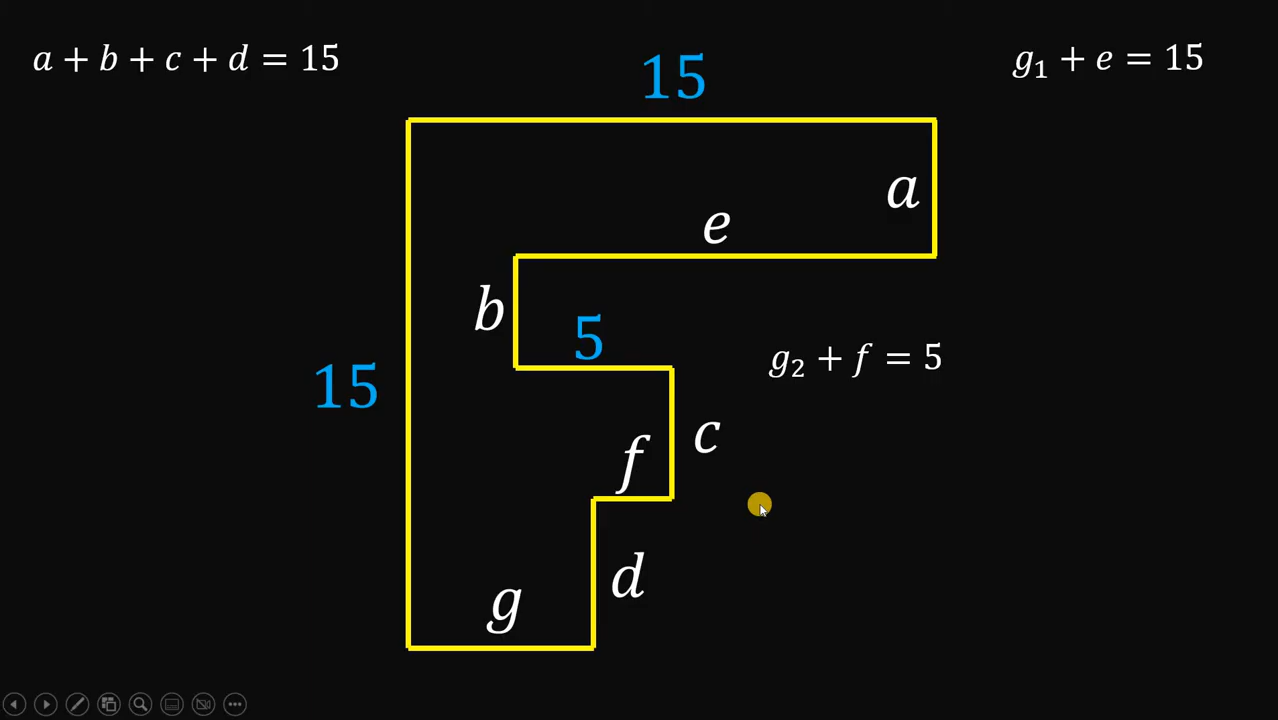 a + b + c + d = 15
g₁ + e = 15
15
a
e
b
5
g₂ + f = 5
15
c
f
d
g